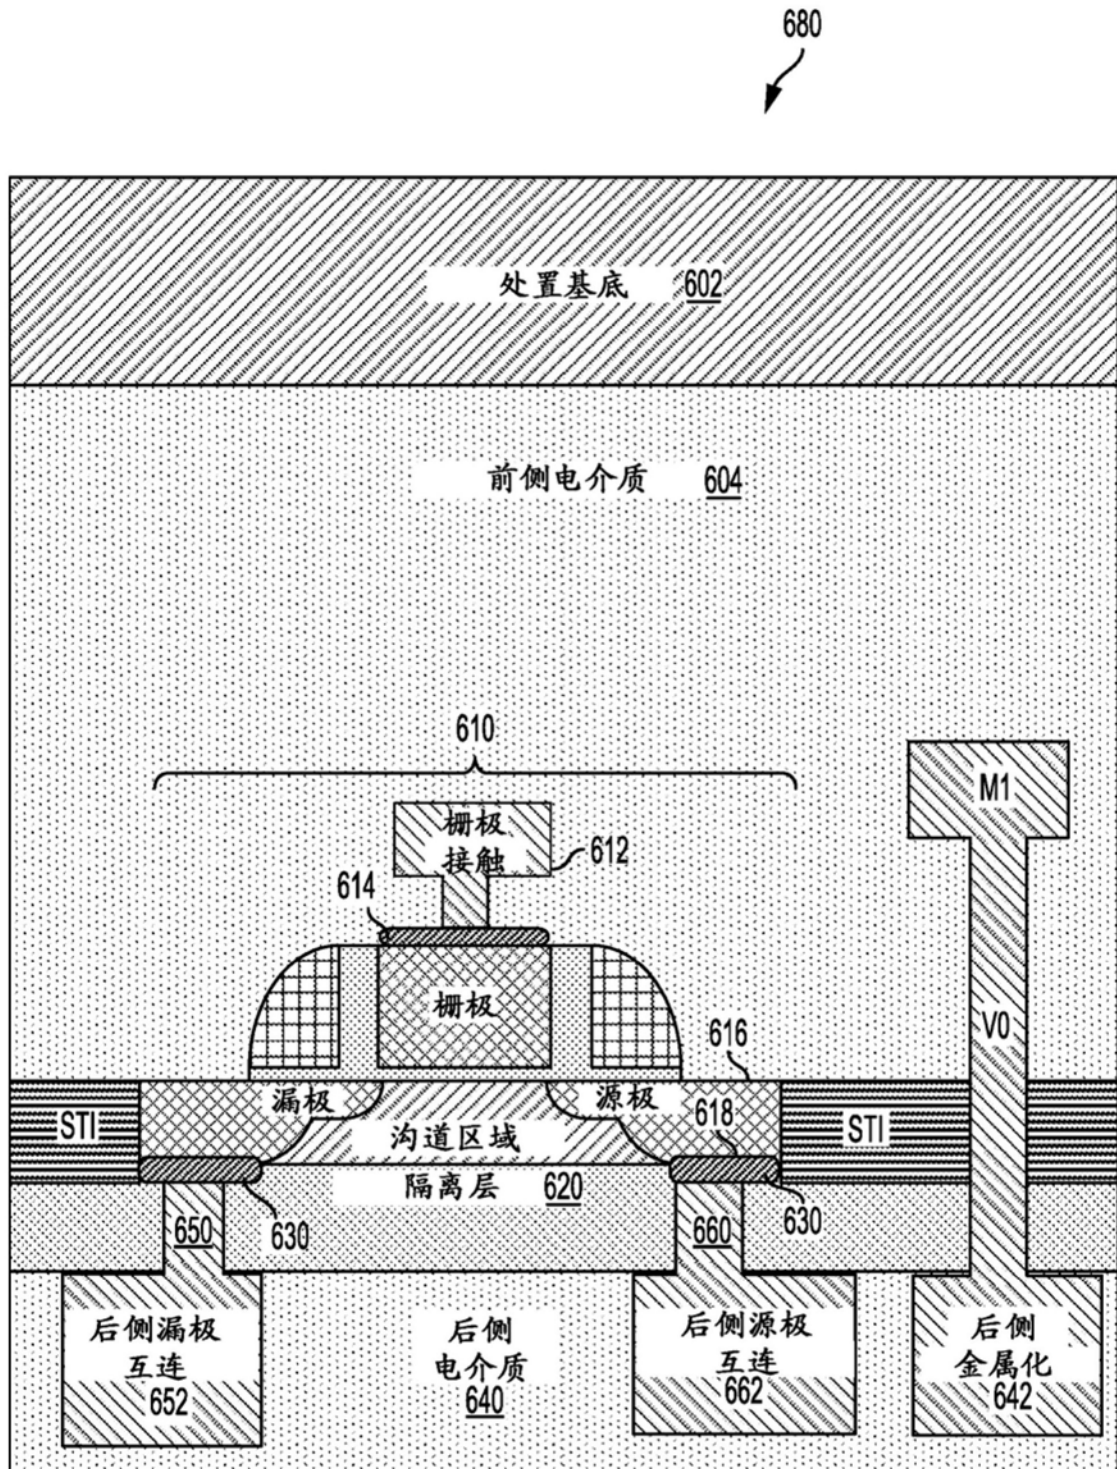 680
处置基底 602
前侧电介质 604
610
M1
栅极
接触
612
614
栅极
V0
616
漏极
源极
STI
618
STI
沟道区域
隔离层 620
650
630
660
630
后侧漏极
互连
652
后侧
电介质
640
后侧源极
互连
662
后侧
金属化
642